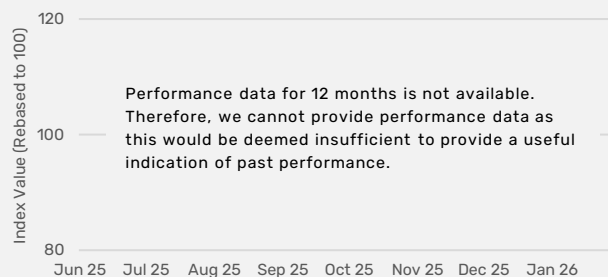 Index Value (Rebased to 100)
120
100
80
Performance data for 12 months is not available.
Therefore, we cannot provide performance data as
this would be deemed insufficient to provide a useful
indication of past performance.
Jun 25 Jul 25 Aug 25 Sep 25 Oct 25 Nov 25 Dec 25 Jan 26